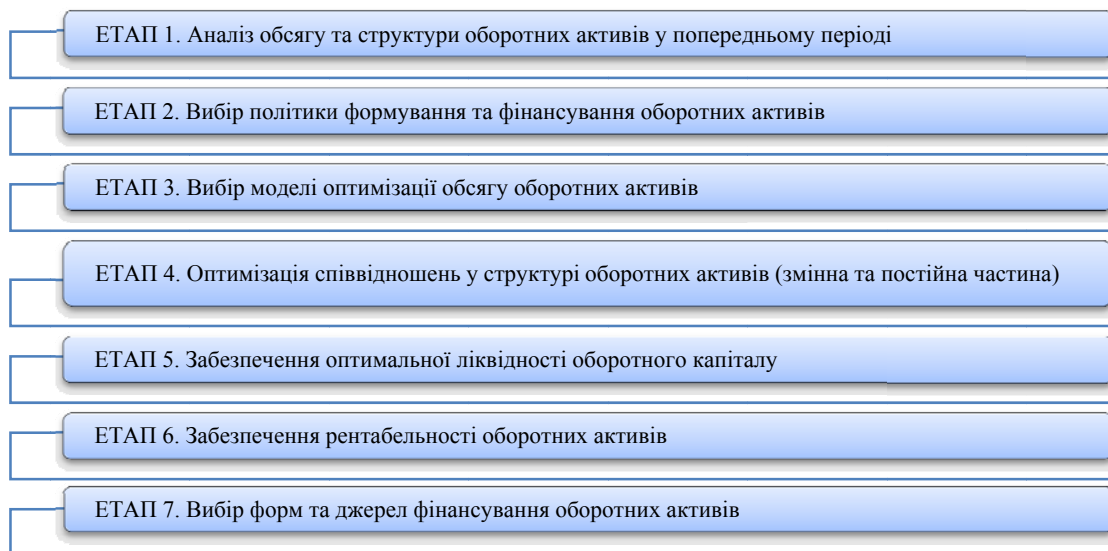 ЕТАП 1. Аналіз обсягу та структури оборотних активів у попередньому періоді
ЕТАП 2. Вибір політики формування та фінансування оборотних активів
ЕТАП 3. Вибір моделі оптимізації обсягу оборотних активів
ЕТАП 4. Оптимізація співвідношень у структурі оборотних активів (змінна та постійна частина)
ЕТАП 5. Забезпечення оптимальної ліквідності оборотного капіталу
ЕТАП 6. Забезпечення рентабельності оборотних активів
ЕТАП 7. Вибір форм та джерел фінансування оборотних активів